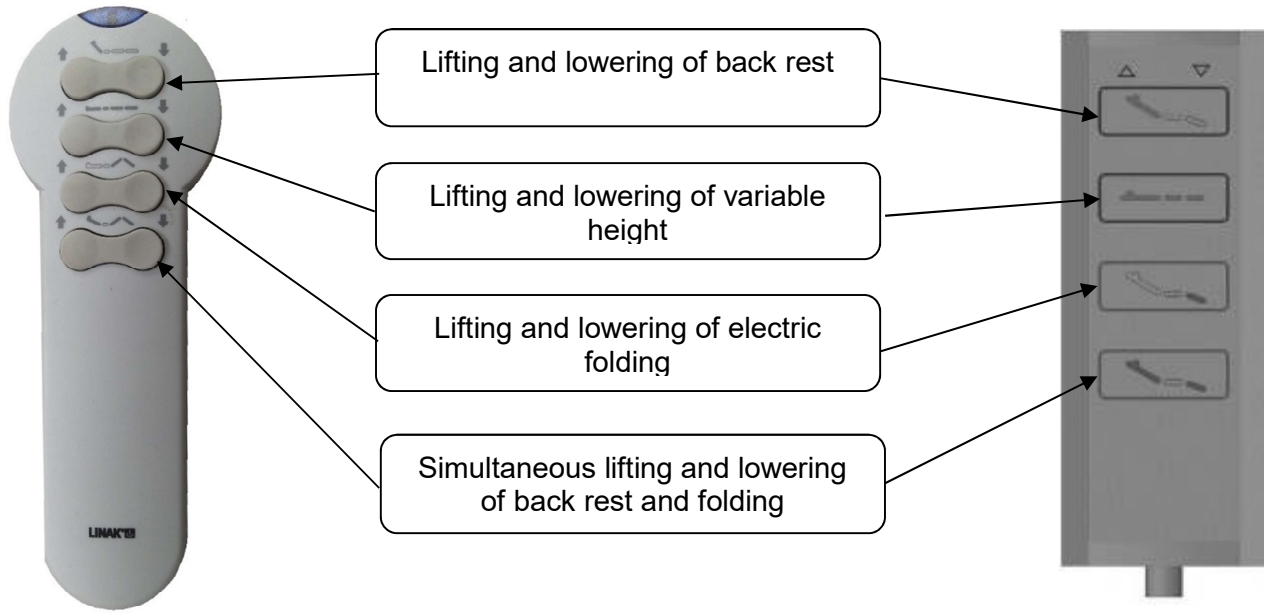 Lifting and lowering of back rest
Lifting and lowering of variable
height
Lifting and lowering of electric
folding
Simultaneous lifting and lowering
of back rest and folding
LINAK